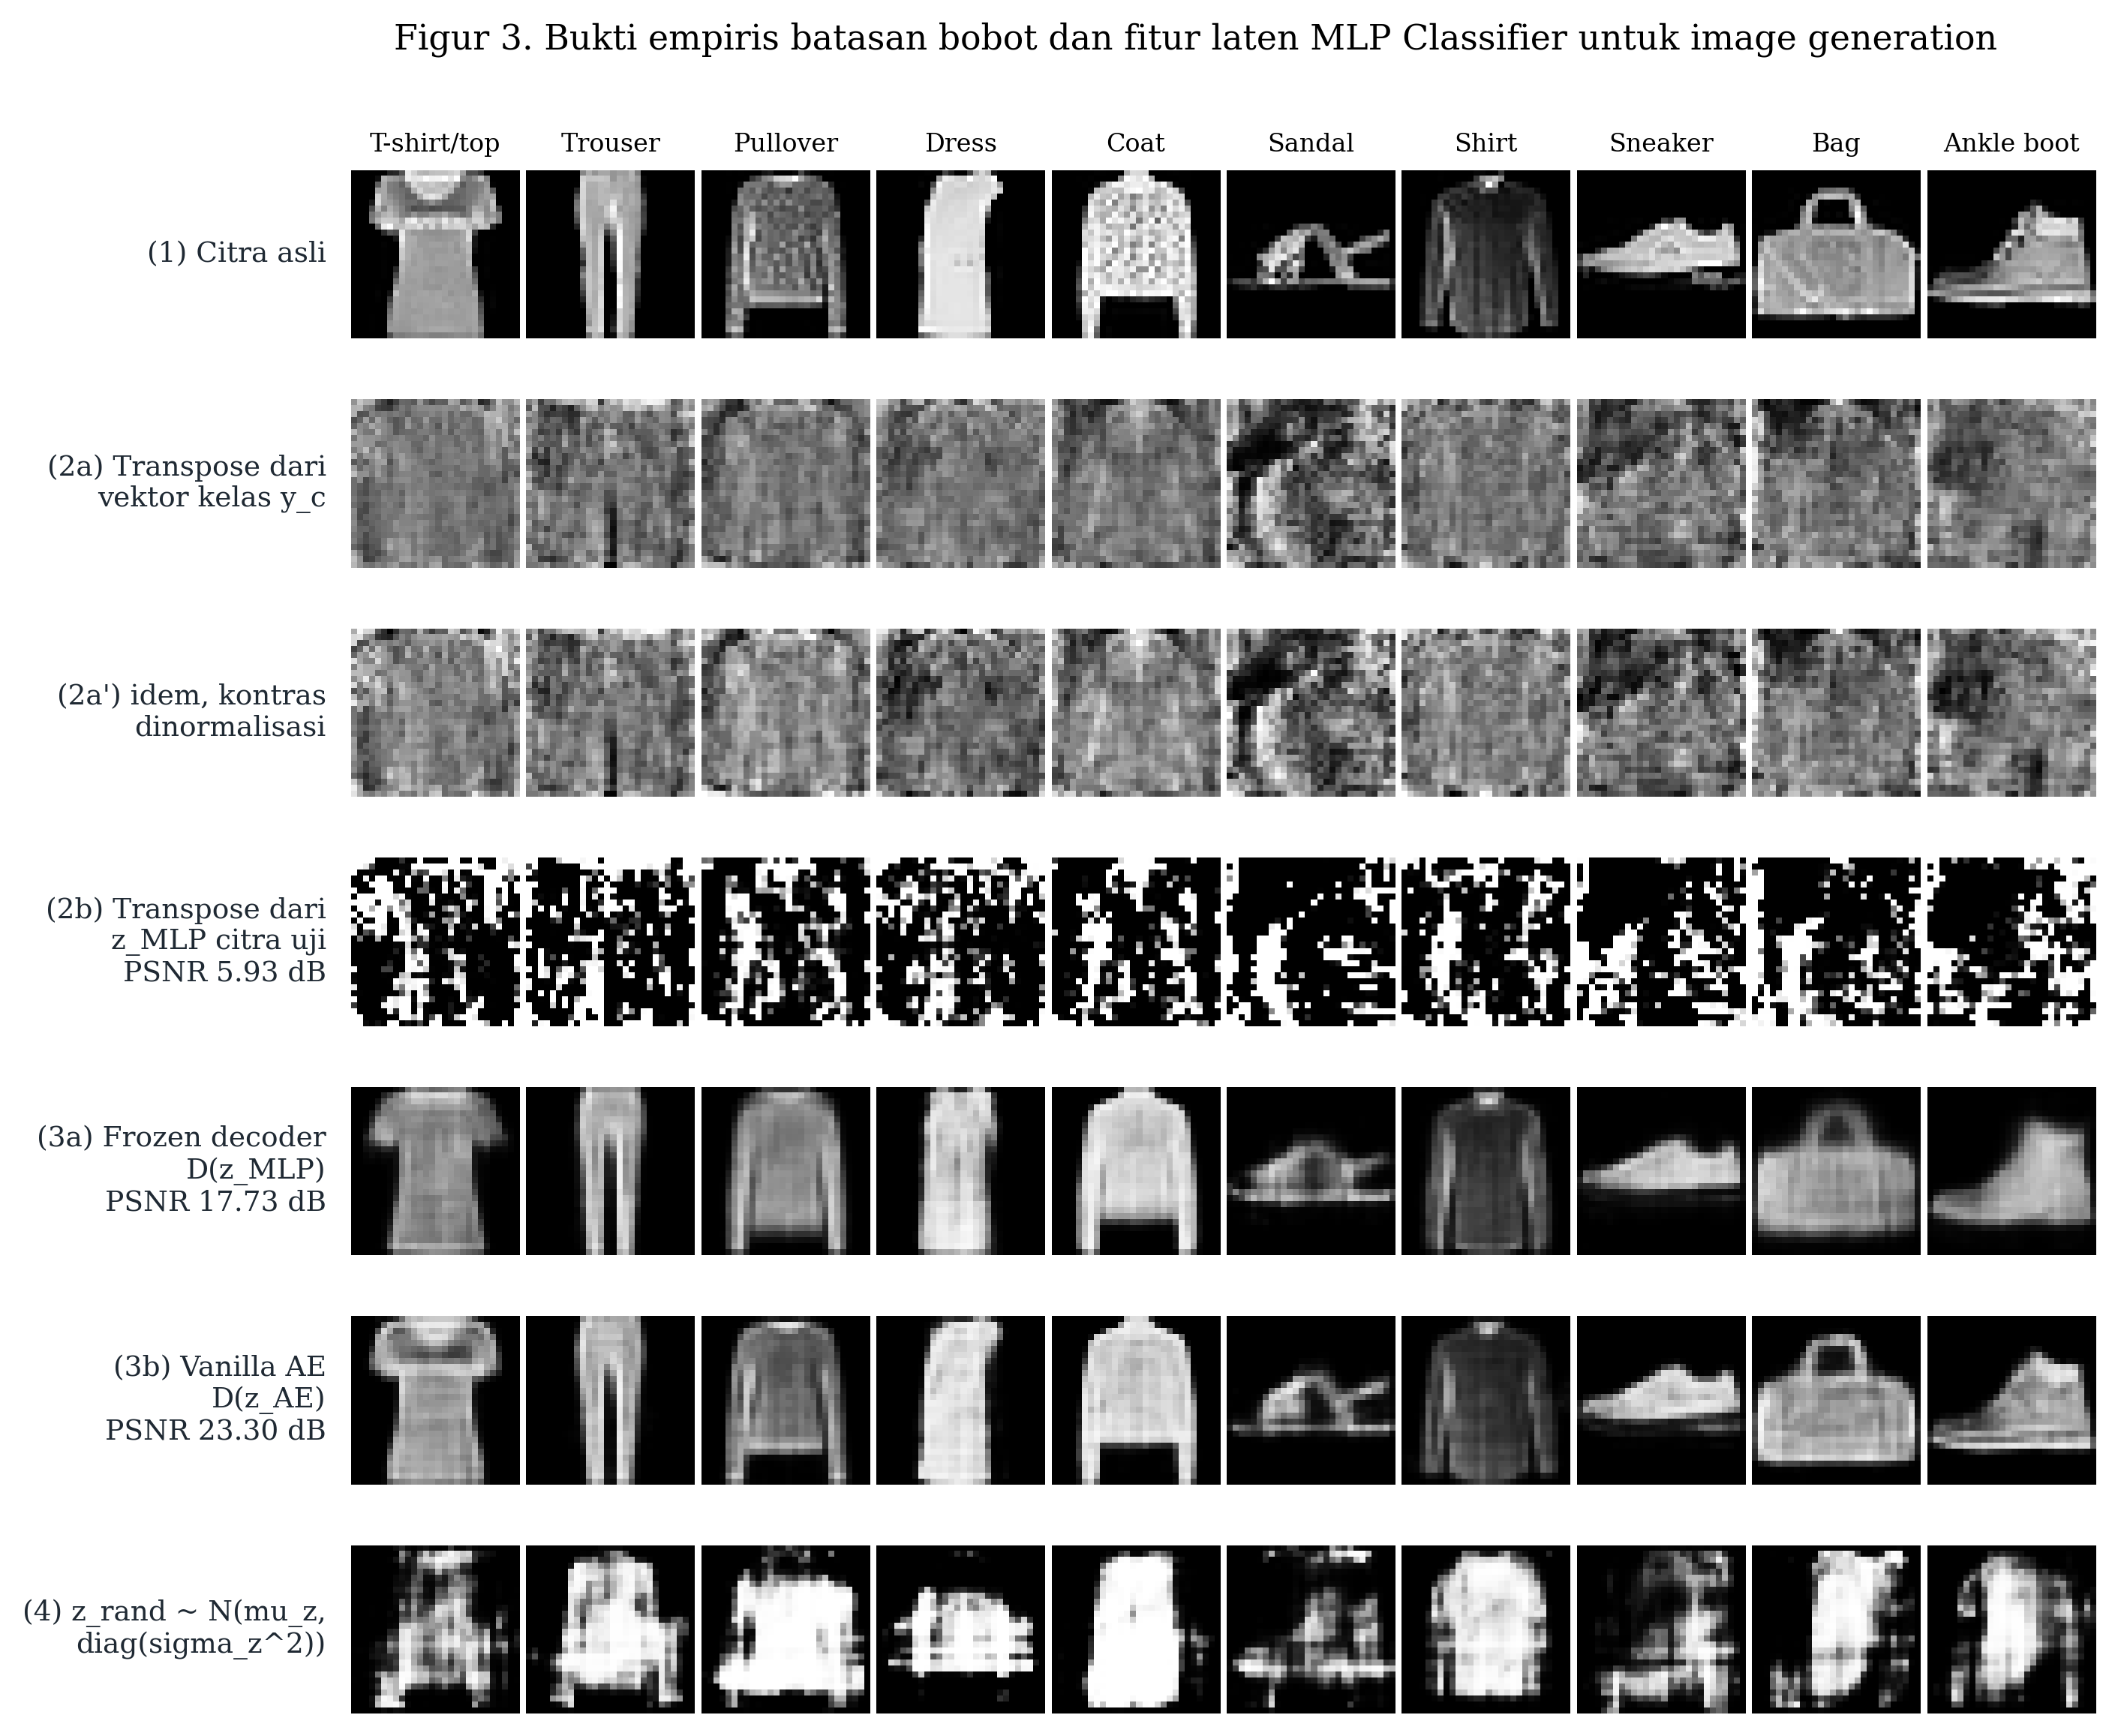 Figur 3. Bukti empiris batasan bobot dan fitur laten MLP Classifier untuk image generation
T-shirt/top Trouser Pullover Dress Coat Sandal Shirt Sneaker Bag Ankle boot
(1) Citra asli
(2a) Transpose dari
vektor kelas y_c
(2a') idem, kontras
dinormalisasi
(2b) Transpose dari
z_MLP citra uji
PSNR 5.93 dB
(3a) Frozen decoder
D(z_MLP)
PSNR 17.73 dB
(3b) Vanilla AE
D(z_AE)
PSNR 23.30 dB
(4) z_rand ~ N(mu_z,
diag(sigma_z^2))